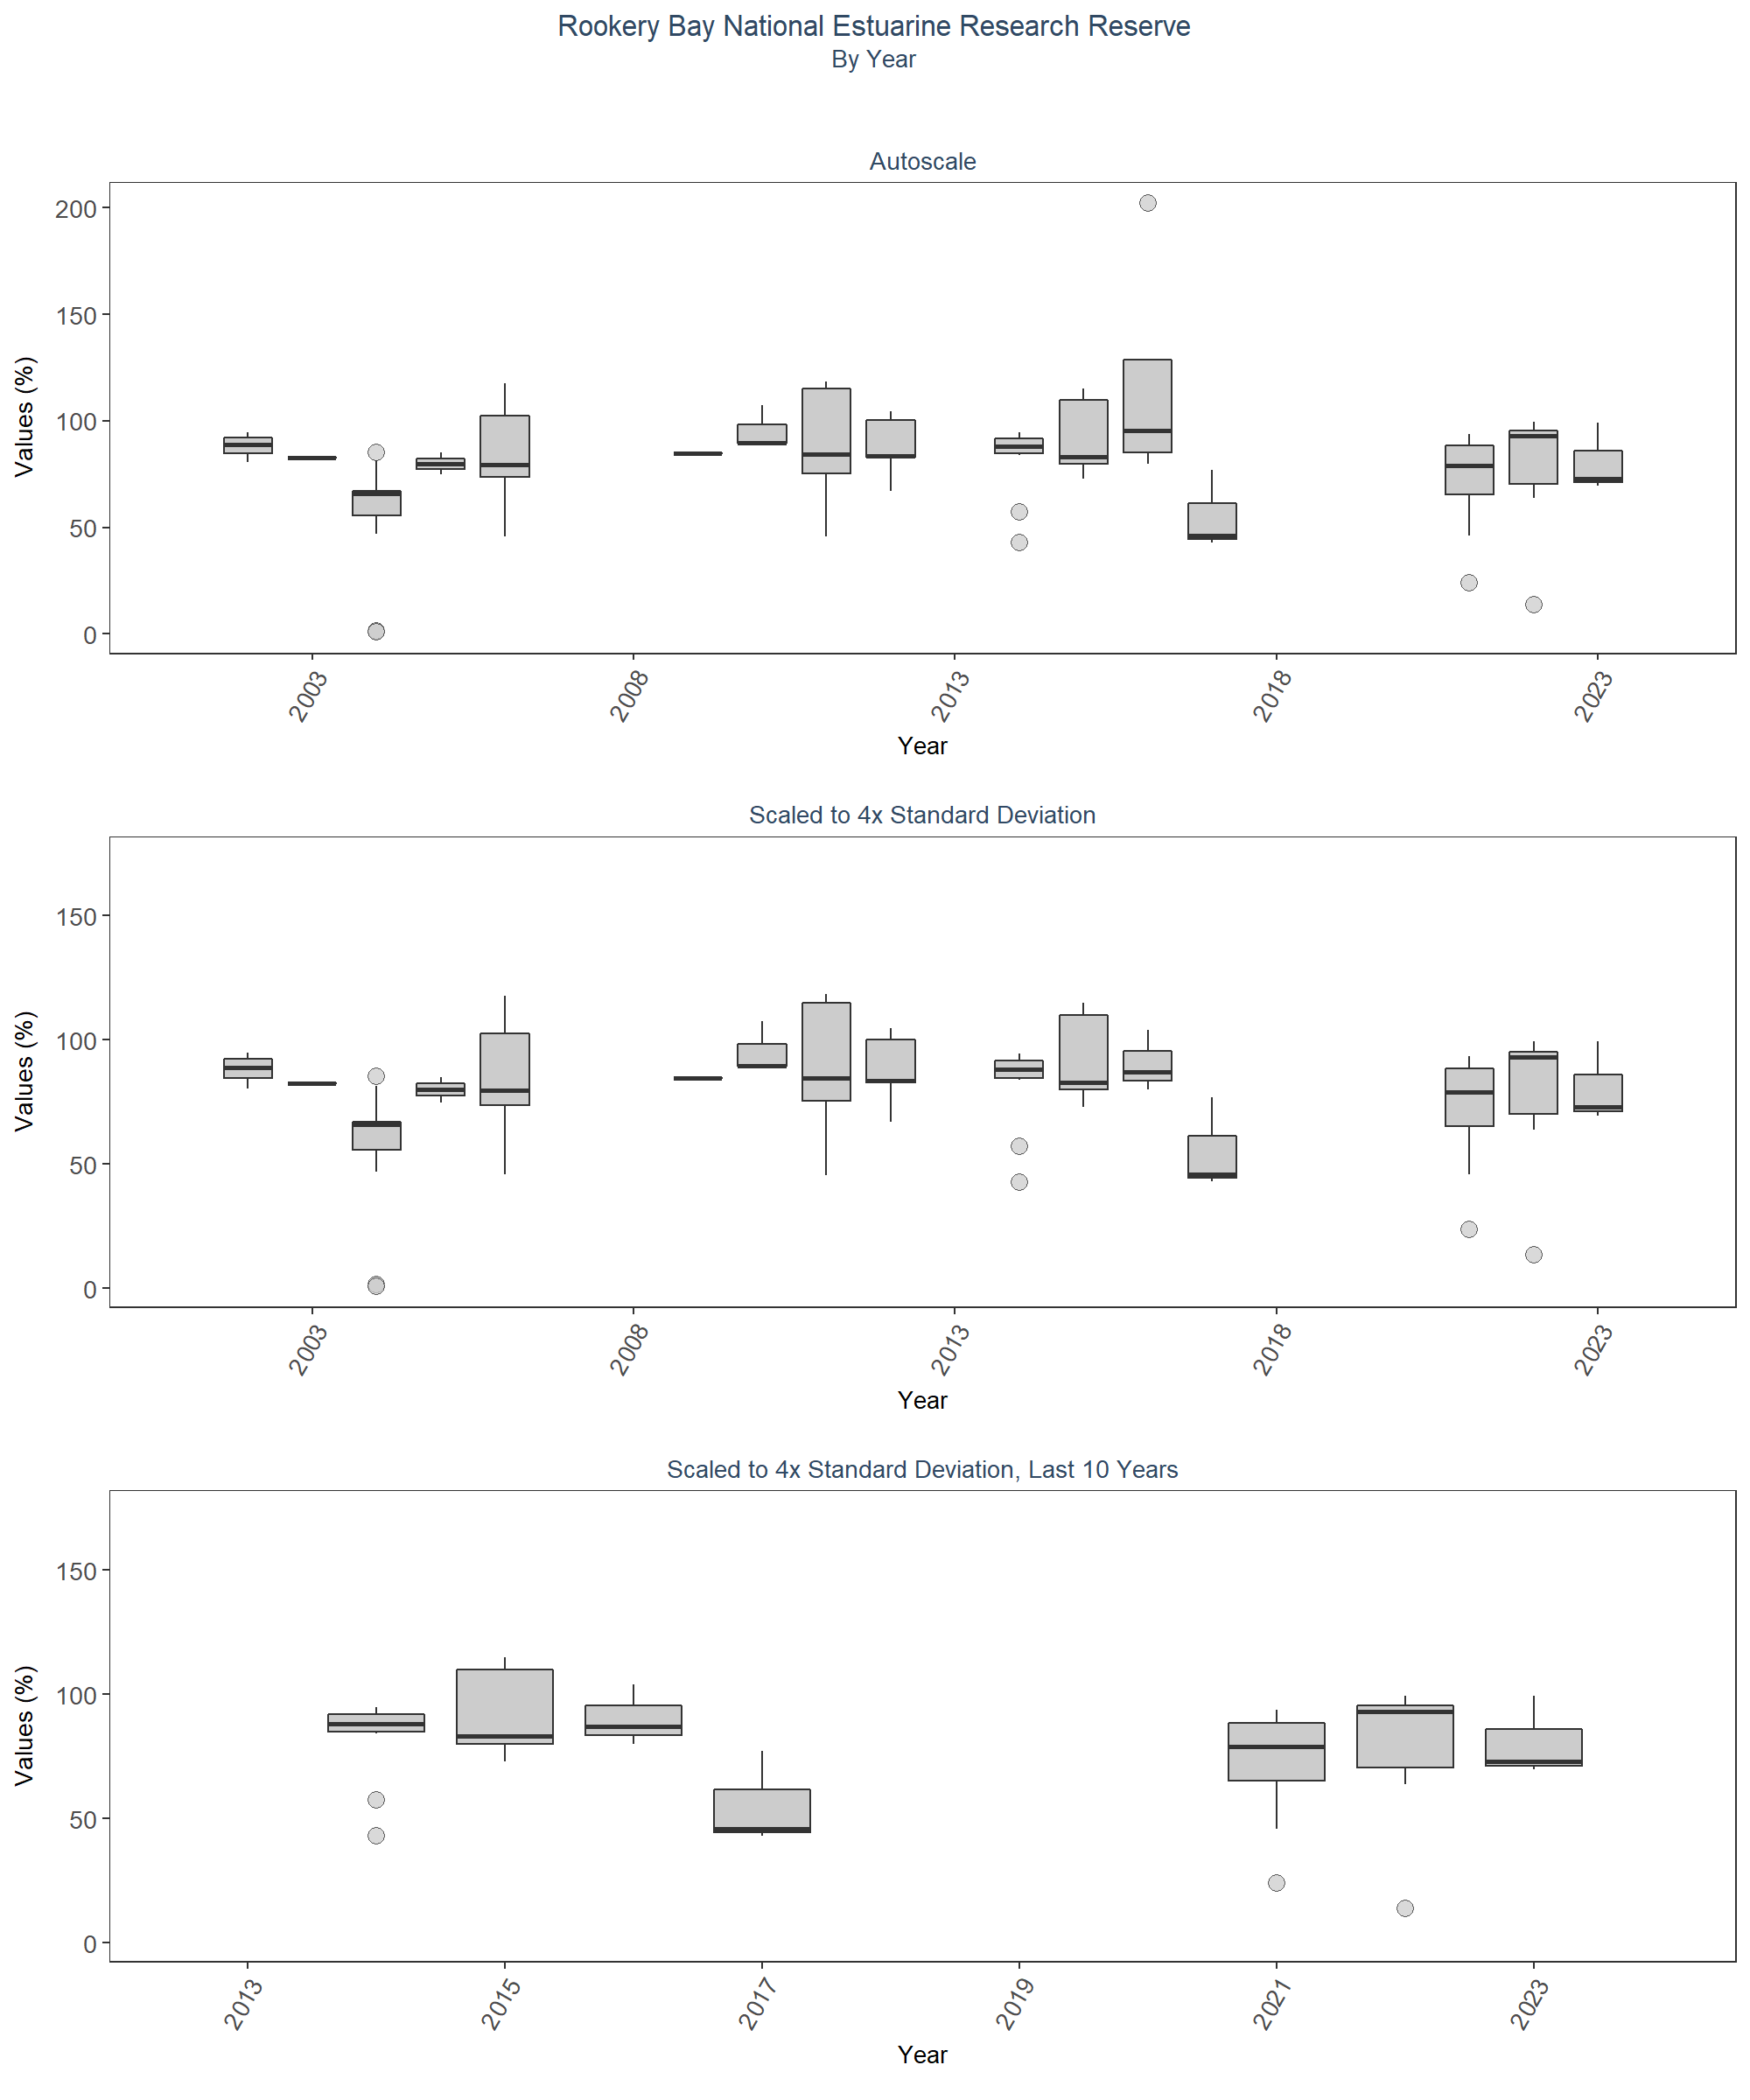 Rookery Bay National Estuarine Research Reserve
By Year
Autoscale
Values (%)
200
150
100
50
0
2003 2008 2013 2018 2023
Year
Scaled to 4x Standard Deviation
Values (%)
150
100
50
0
2003 2008 2013 2018 2023
Year
Scaled to 4x Standard Deviation, Last 10 Years
Values (%)
150
100
50
0
2013 2015 2017 2019 2021 2023
Year